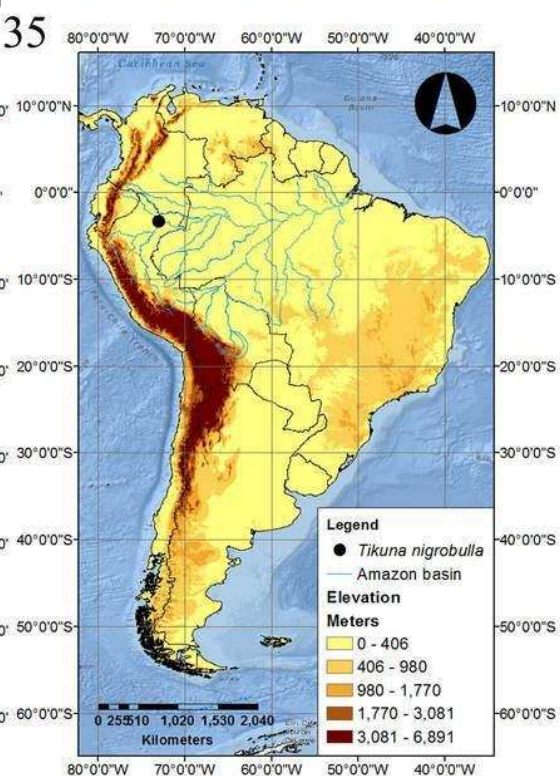 35
80°0'0"W 70°0'0"W 60°0'0"W 50°0'0"W 40°0'0"W
Caribbean Sea
Guiana
Basin
10°0'0"N 10°0'0"N
0°0'0" 0°0'0"
10°0'0"S 10°0'0"S
20°0'0"S 20°0'0"S
30°0'0"S 30°0'0"S
40°0'0"S 40°0'0"S
50°0'0"S 50°0'0"S
60°0'0"S 60°0'0"S
Legend
Tikuna nigrobulla
Amazon basin
Elevation
Meters
0 - 406
406 - 980
980 - 1,770
1,770 - 3,081
3,081 - 6,891
0 255 510 1,020 1,530 2,040
Kilometers
80°0'0"W 70°0'0"W 60°0'0"W 50°0'0"W 40°0'0"W